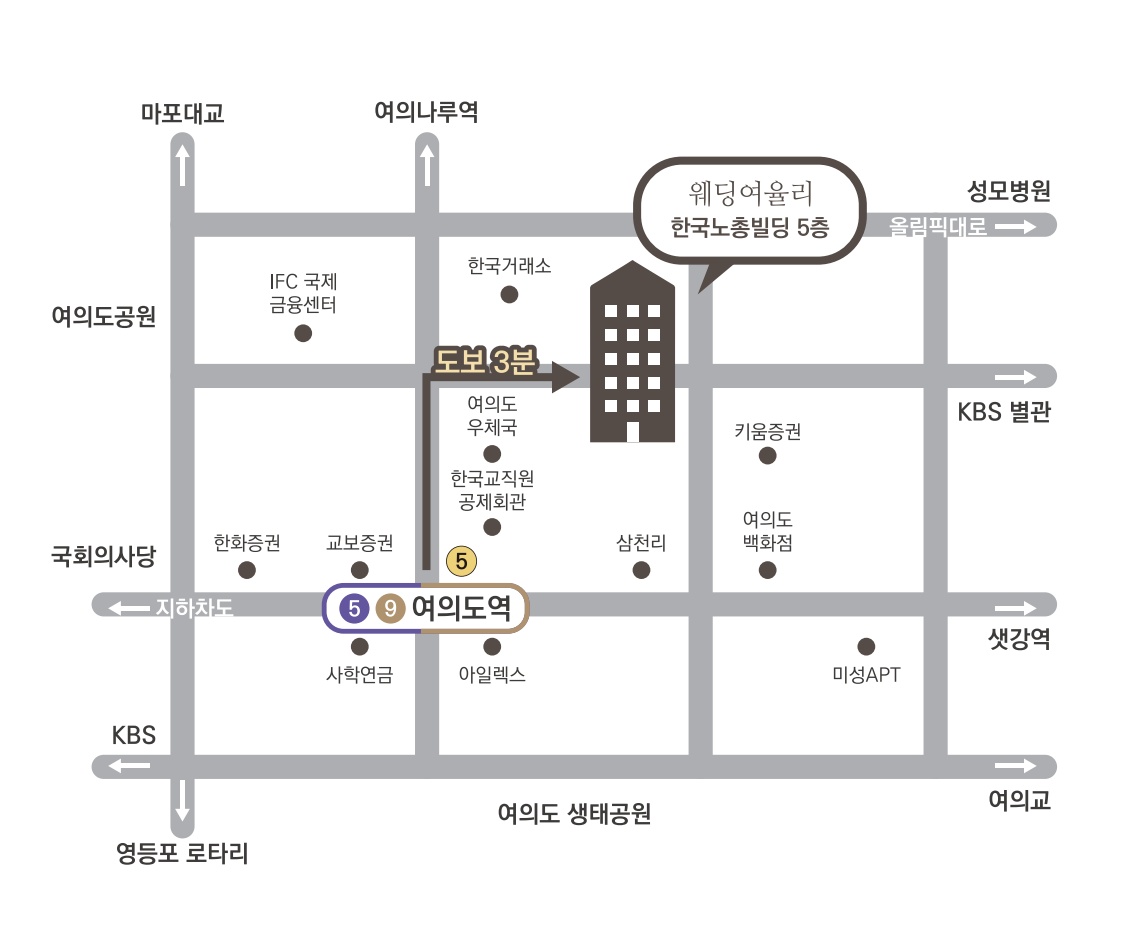 마포대교
여의나루역
웨딩여율리
한국노총빌딩 5층
성모병원
올림픽대로
한국거래소
IFC 국제
금융센터
여의도공원
도보 3분
여의도
우체국
KBS 별관
키움증권
한국교직원
공제회관
여의도
백화점
한화증권
교보증권
삼천리
국회의사당
5
지하차도
5 9 여의도역
샛강역
사학연금
아일렉스
미성APT
KBS
여의교
여의도 생태공원
영등포 로타리